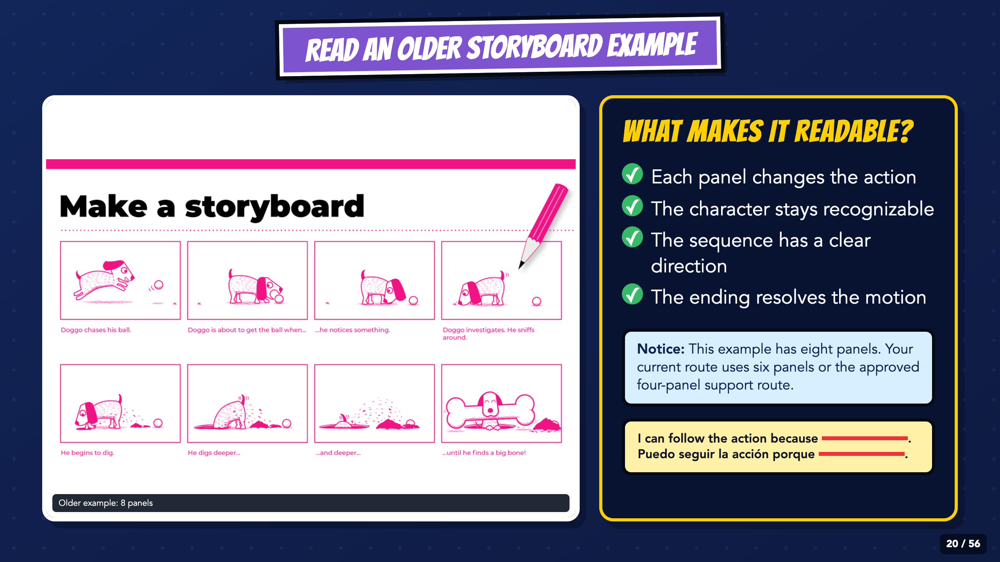 READ AN OLDER STORYBOARD EXAMPLE
Make a storyboard
Doggo chases his ball.
Doggo is about to get the ball when...
...he notices something.
Doggo investigates. He sniffs
around.
He begins to dig.
He digs deeper...
...and deeper...
...until he finds a big bone!
Older example: 8 panels
WHAT MAKES IT READABLE?
Each panel changes the action
The character stays recognizable
The sequence has a clear
direction
The ending resolves the motion
Notice: This example has eight panels. Your
current route uses six panels or the approved
four-panel support route.
I can follow the action because ________.
Puedo seguir la acción porque ________.
20 / 56